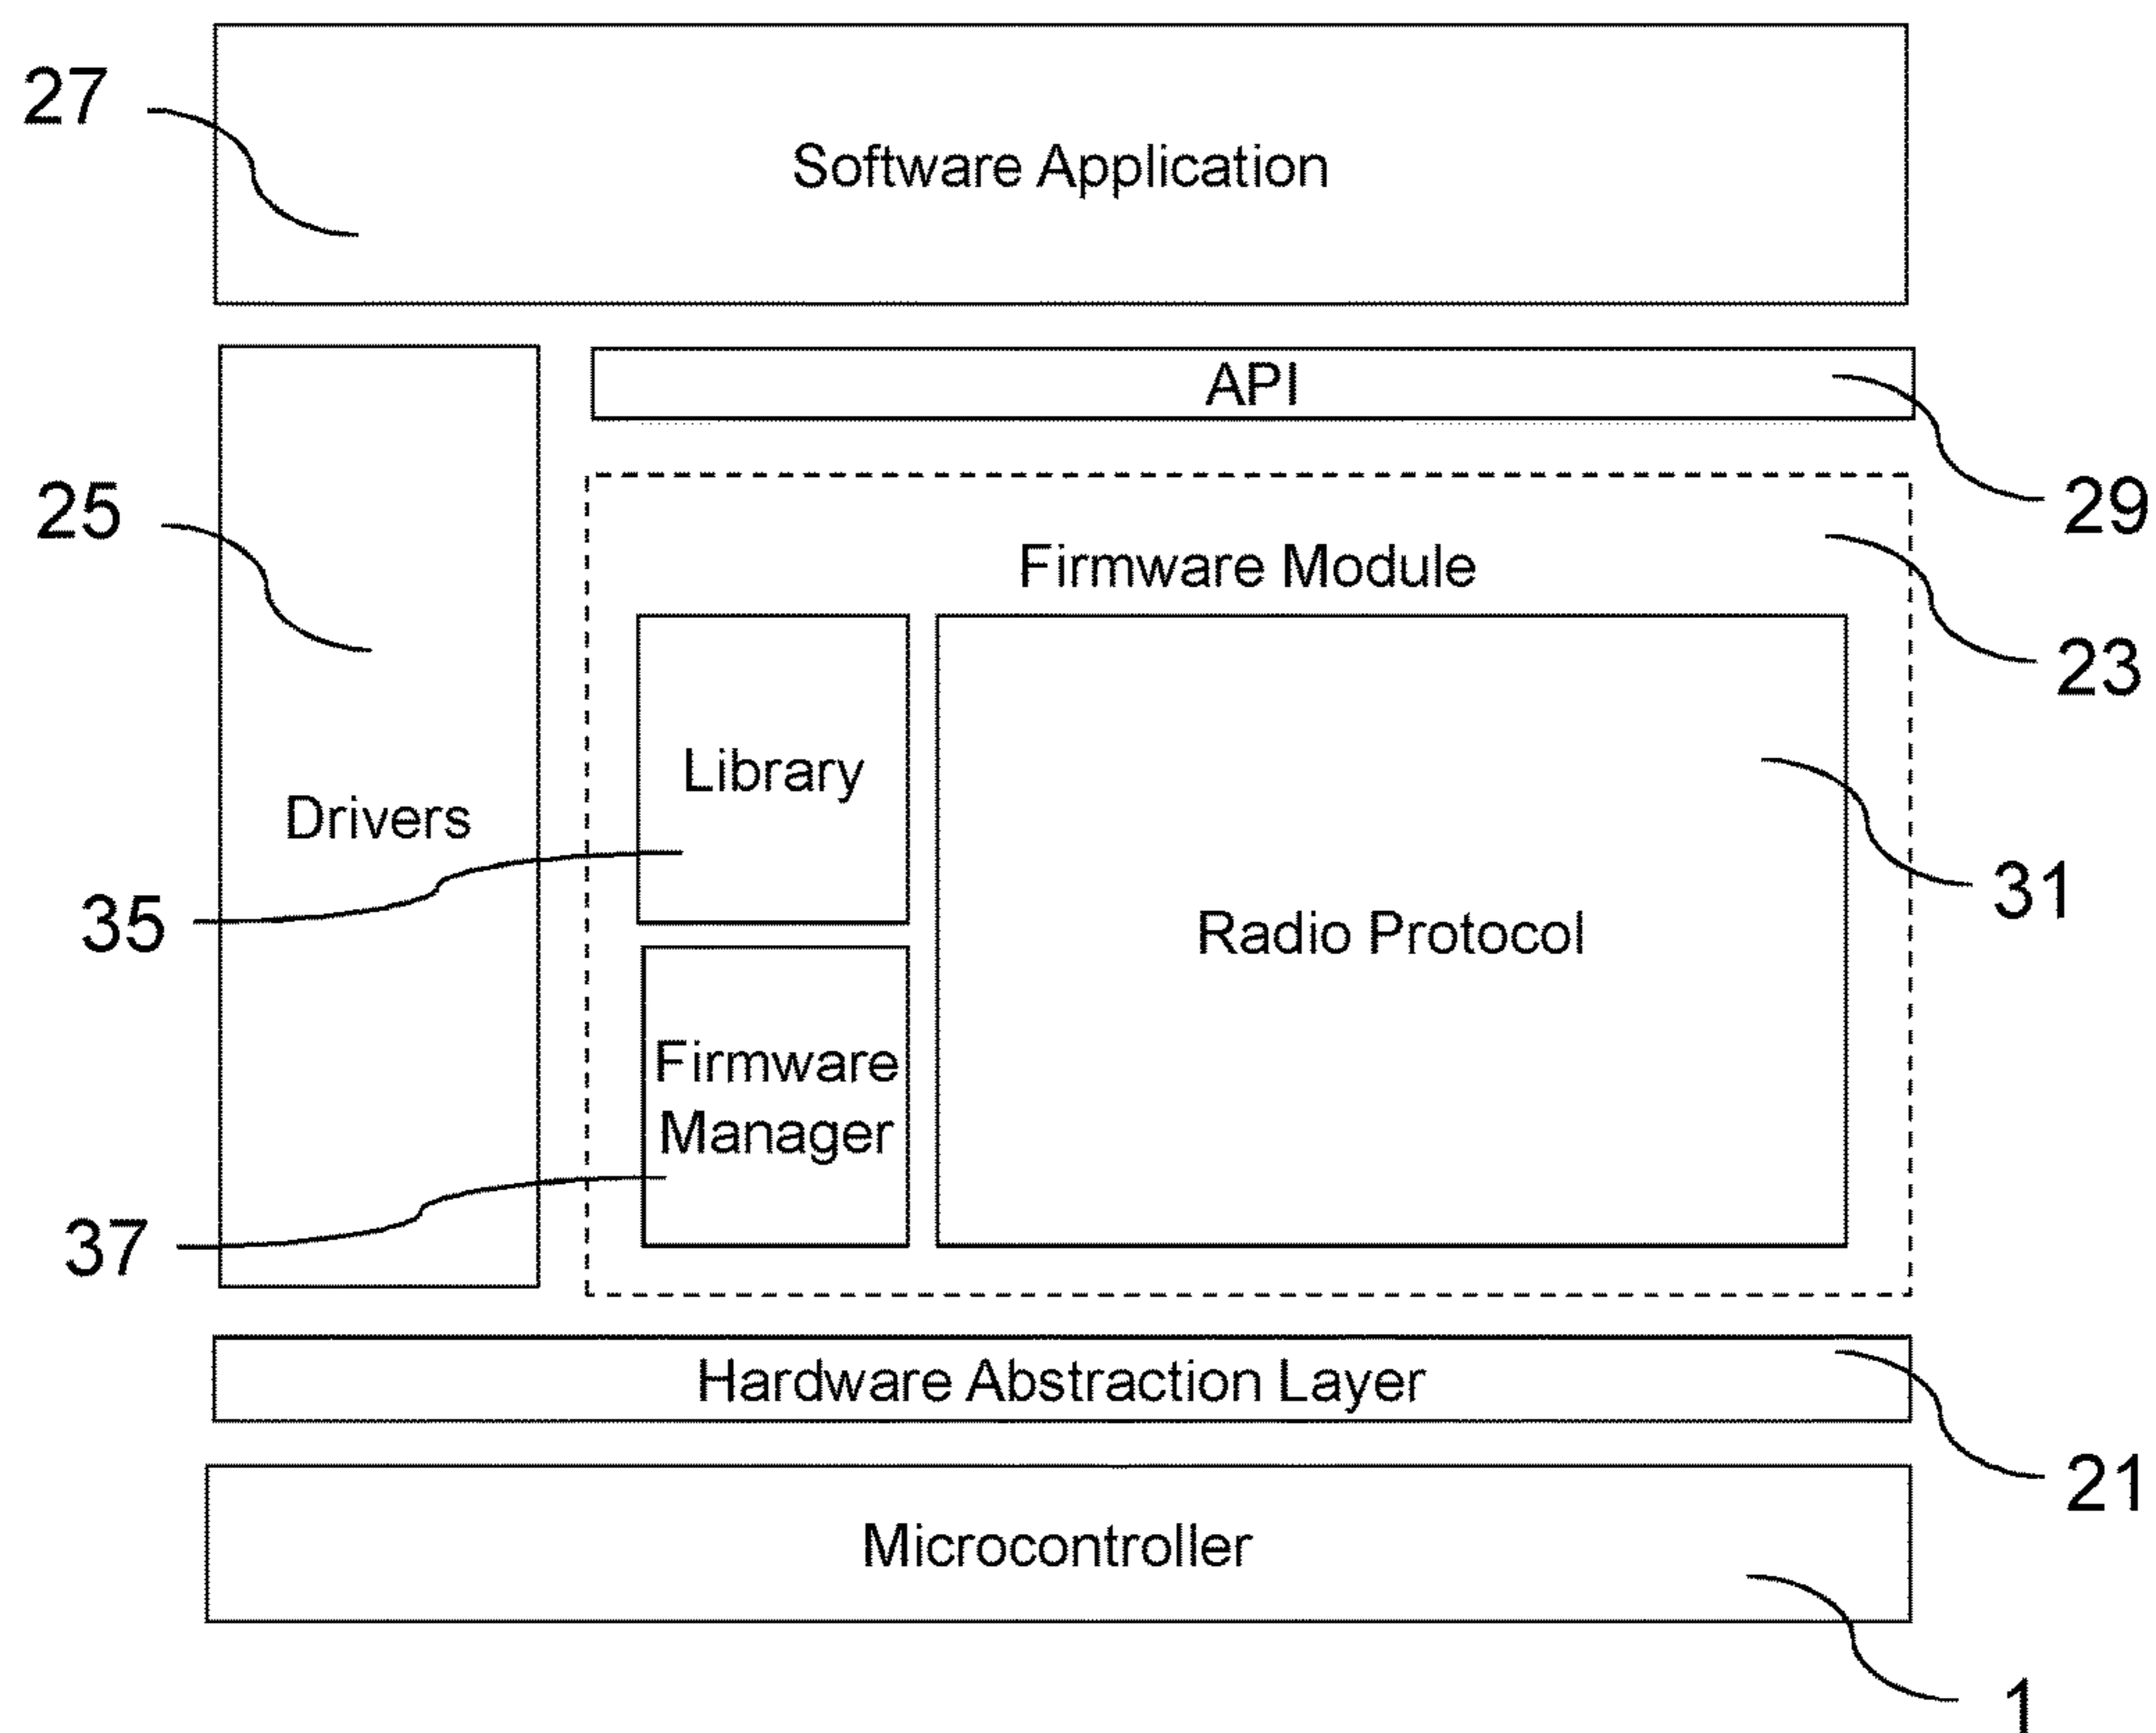 27
Software Application
API
29
25
Firmware Module
23
Library
Drivers
31
35
Radio Protocol
Firmware
Manager
37
Hardware Abstraction Layer
21
Microcontroller
1